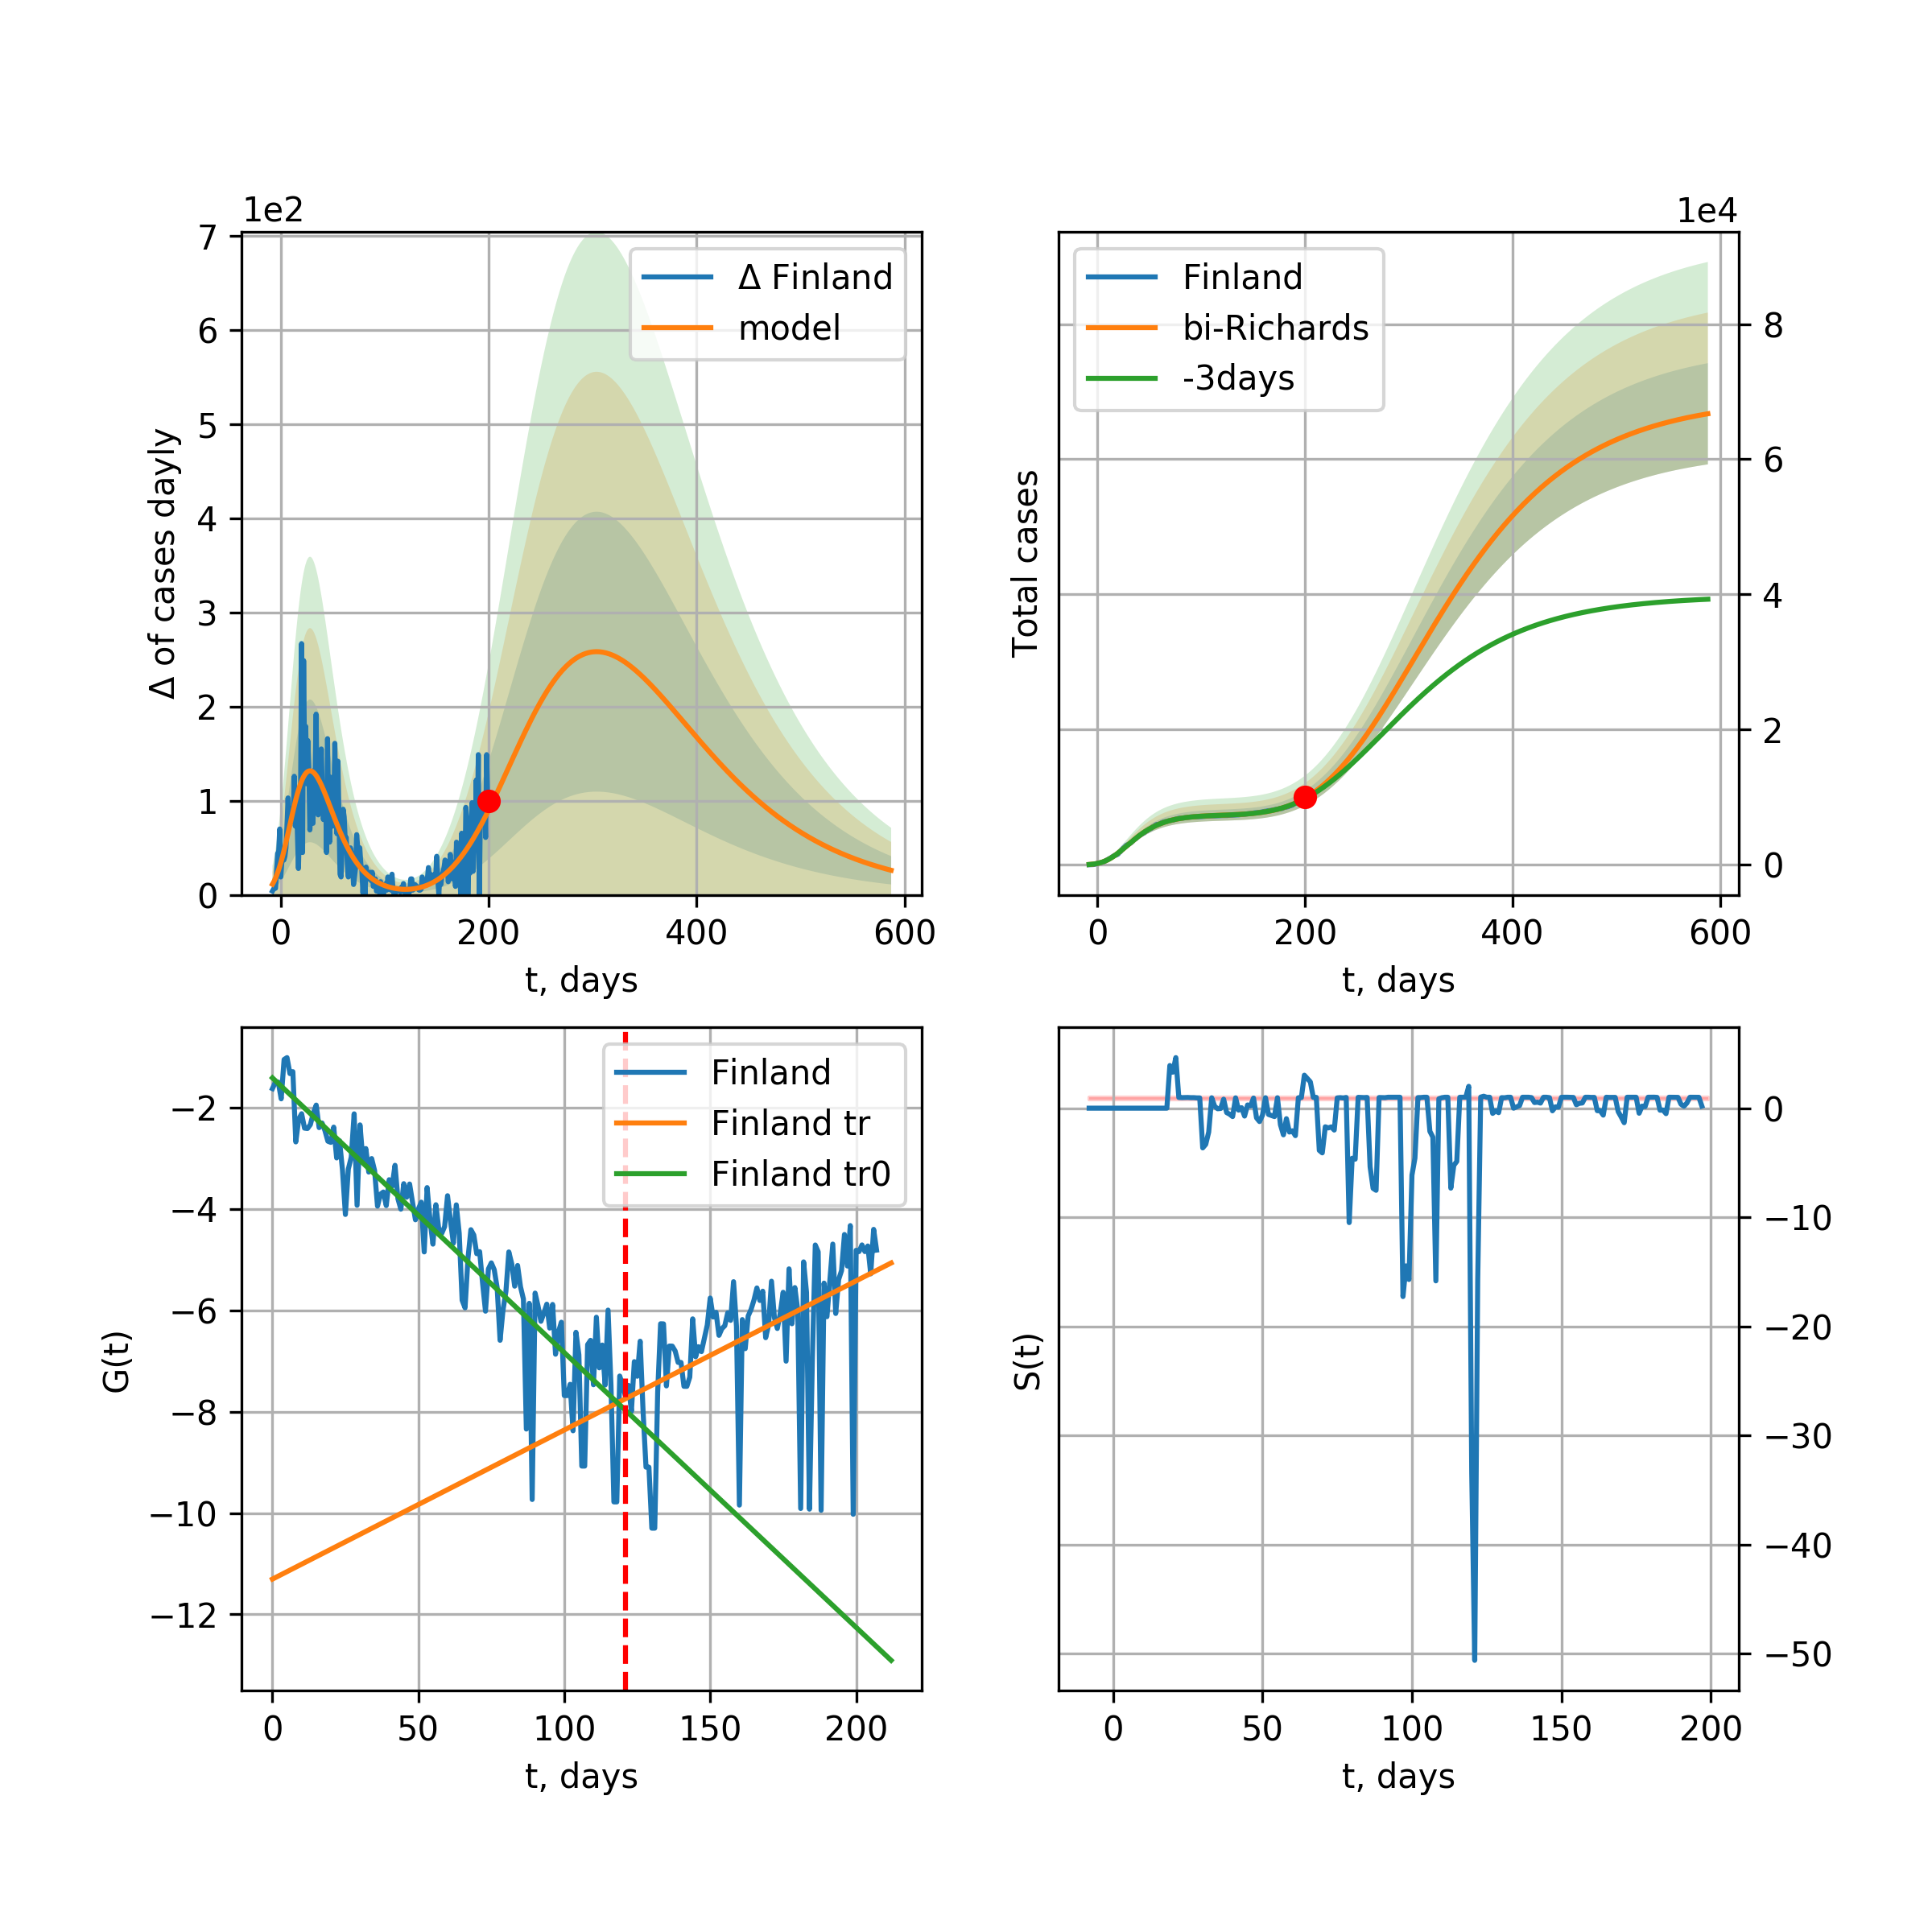 1e2
7
6
5
4
3
2
1
0
Δ of cases dayly
Δ Finland
model
0
200
400
600
t, days
1e4
Finland
bi-Richards
-3days
Total cases
8
6
4
2
0
0
200
400
600
t, days
−2
−4
−6
−8
−10
−12
G(t)
Finland
Finland tr
Finland tr0
0
50
100
150
200
t, days
S(t)
0
−10
−20
−30
−40
−50
0
50
100
150
200
t, days